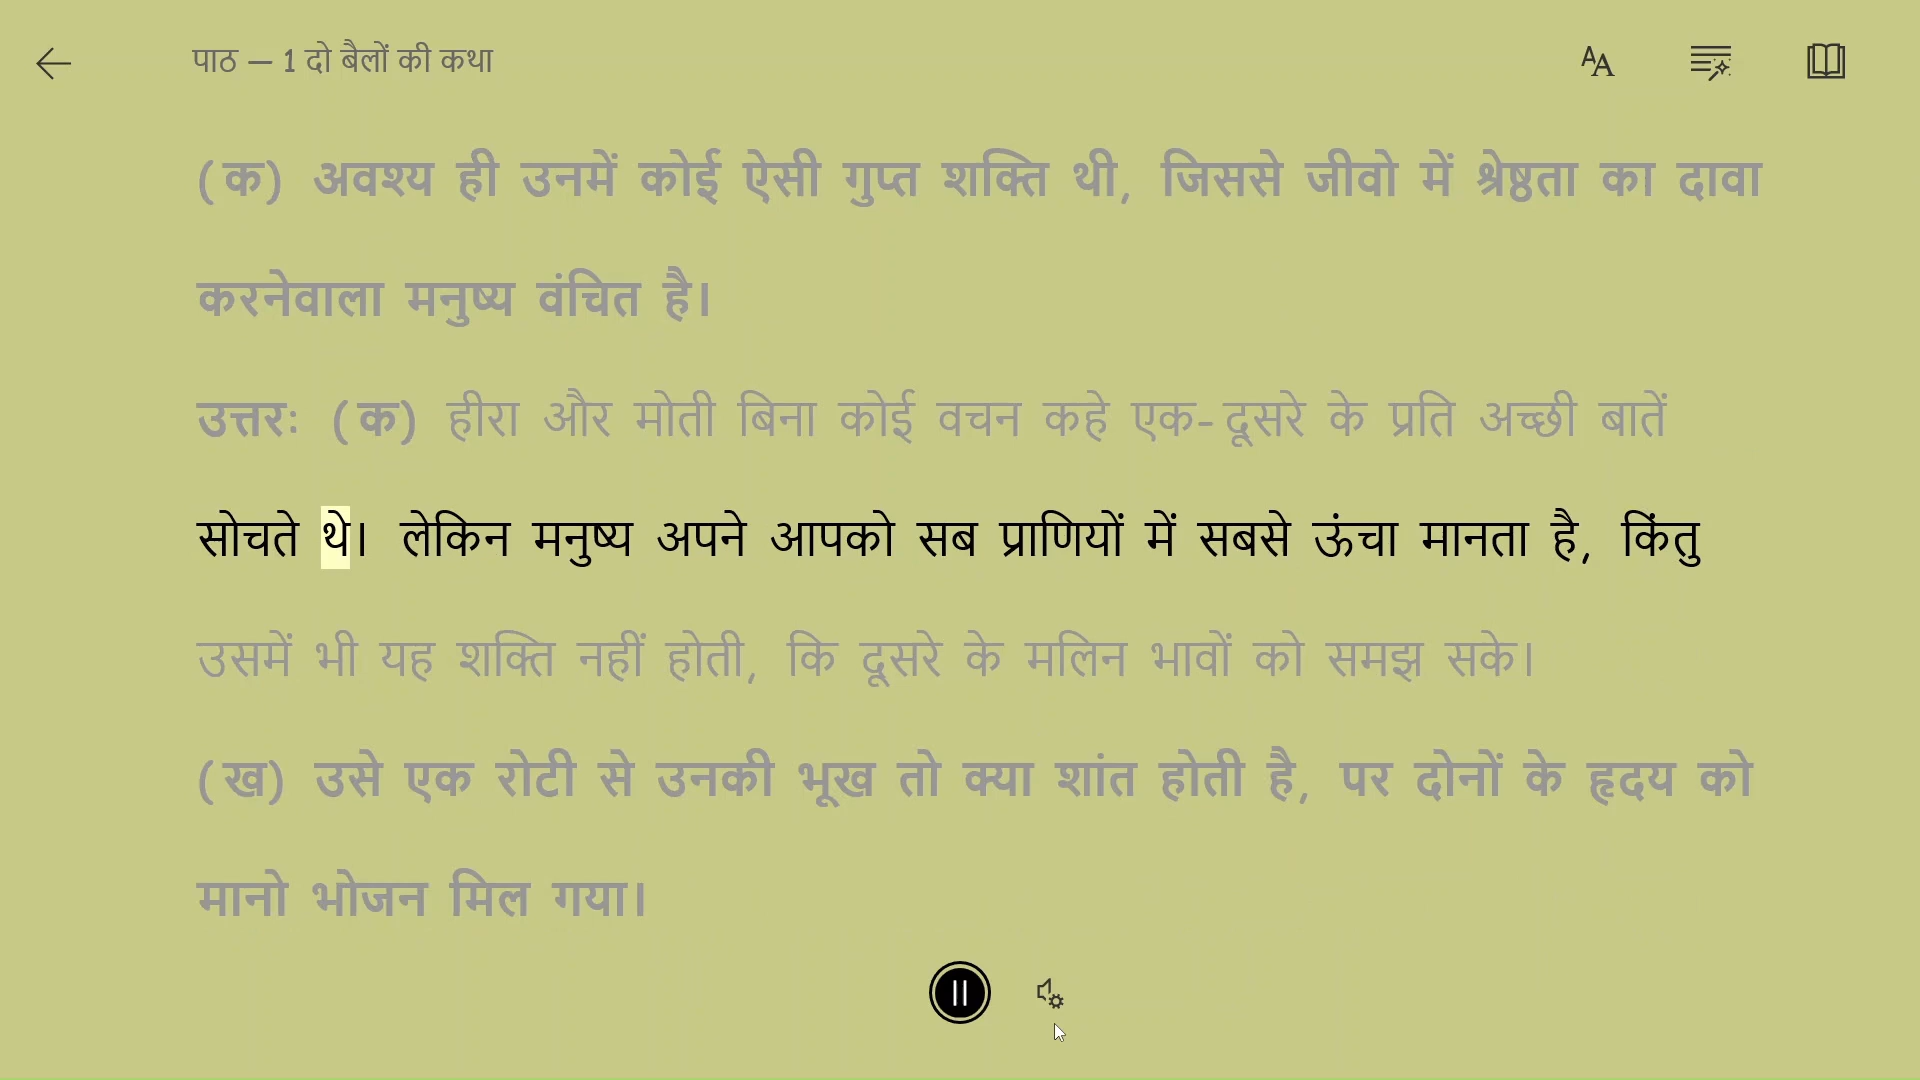 पाठ — 1 दो बैलों की कथा
(क) अवश्य ही उनमें कोई ऐसी गुप्त शक्ति थी, जिससे जीवो में श्रेष्ठता का दावा
करनेवाला मनुष्य वंचित है।
उत्तरः (क) हीरा और मोती बिना कोई वचन कहे एक-दूसरे के प्रति अच्छी बातें
सोचते थे। लेकिन मनुष्य अपने आपको सब प्राणियों में सबसे ऊंचा मानता है, किंतु
उसमें भी यह शक्ति नहीं होती, कि दूसरे के मलिन भावों को समझ सके।
(ख) उसे एक रोटी से उनकी भूख तो क्या शांत होती है, पर दोनों के हृदय को
मानो भोजन मिल गया।